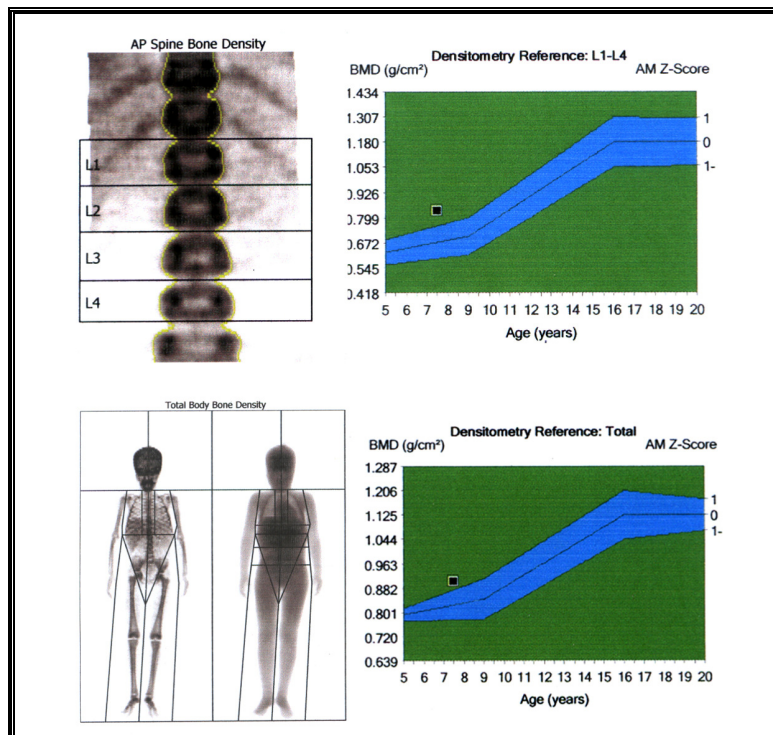 AP Spine Bone Density
L1
L2
L3
L4
Densitometry Reference: L1-L4
BMD (g/cm²) AM Z-Score
1.434
1.307
1.180
1.053
0.926
0.799
0.672
0.545
0.418
1
0
1-
5 6 7 8 9 10 11 12 13 14 15 16 17 18 19 20
Age (years)
Total Body Bone Density
Densitometry Reference: Total
BMD (g/cm²) AM Z-Score
1.287
1.206
1.125
1.044
0.963
0.882
0.801
0.720
0.639
1
0
1-
5 6 7 8 9 10 11 12 13 14 15 16 17 18 19 20
Age (years)